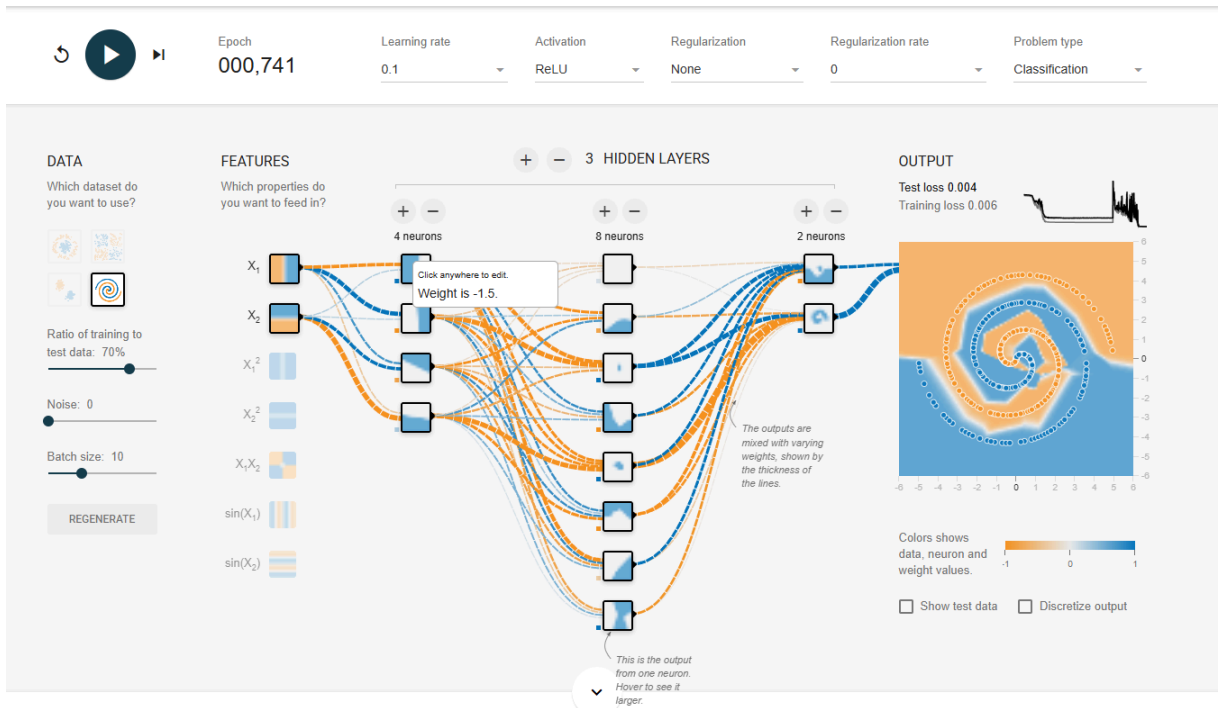 Epoch
000,741
Learning rate
0.1
Activation
ReLU
Regularization
None
Regularization rate
0
Problem type
Classification
DATA
Which dataset do
you want to use?
Ratio of training to
test data: 70%
Noise: 0
Batch size: 10
REGENERATE
FEATURES
Which properties do
you want to feed in?
X1
X2
X1²
X2²
X1X2
sin(X1)
sin(X2)
+ − 3 HIDDEN LAYERS
+ −
4 neurons
+ −
8 neurons
+ −
2 neurons
Click anywhere to edit.
Weight is -1.5.
The outputs are
mixed with varying
weights, shown by
the thickness of
the lines.
This is the output
from one neuron.
Hover to see it
larger.
OUTPUT
Test loss 0.004
Training loss 0.006
6
5
4
3
2
1
0
-1
-2
-3
-4
-5
-6
-6 -5 -4 -3 -2 -1 0 1 2 3 4 5 6
Colors shows
data, neuron and
weight values.
-1 0 1
Show test data
Discretize output